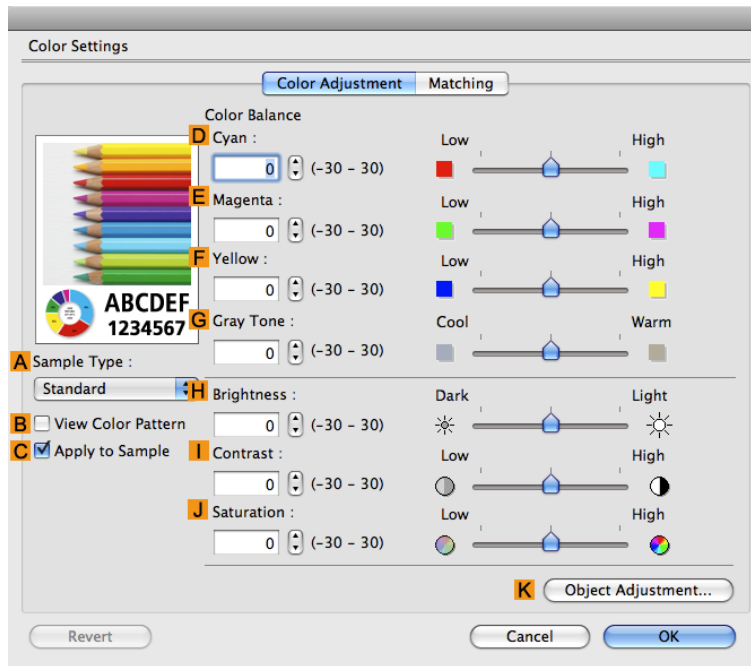 Color Settings
Color Adjustment Matching
Color Balance
D Cyan : Low High
0 (-30 – 30)
E Magenta : Low High
0 (-30 – 30)
F Yellow : Low High
0 (-30 – 30)
ABCDEF
1234567
G Gray Tone : Cool Warm
0 (-30 – 30)
A Sample Type :
Standard
H Brightness : Dark Light
0 (-30 – 30)
B View Color Pattern
C Apply to Sample
I Contrast : Low High
0 (-30 – 30)
J Saturation : Low High
0 (-30 – 30)
K Object Adjustment...
Revert Cancel OK